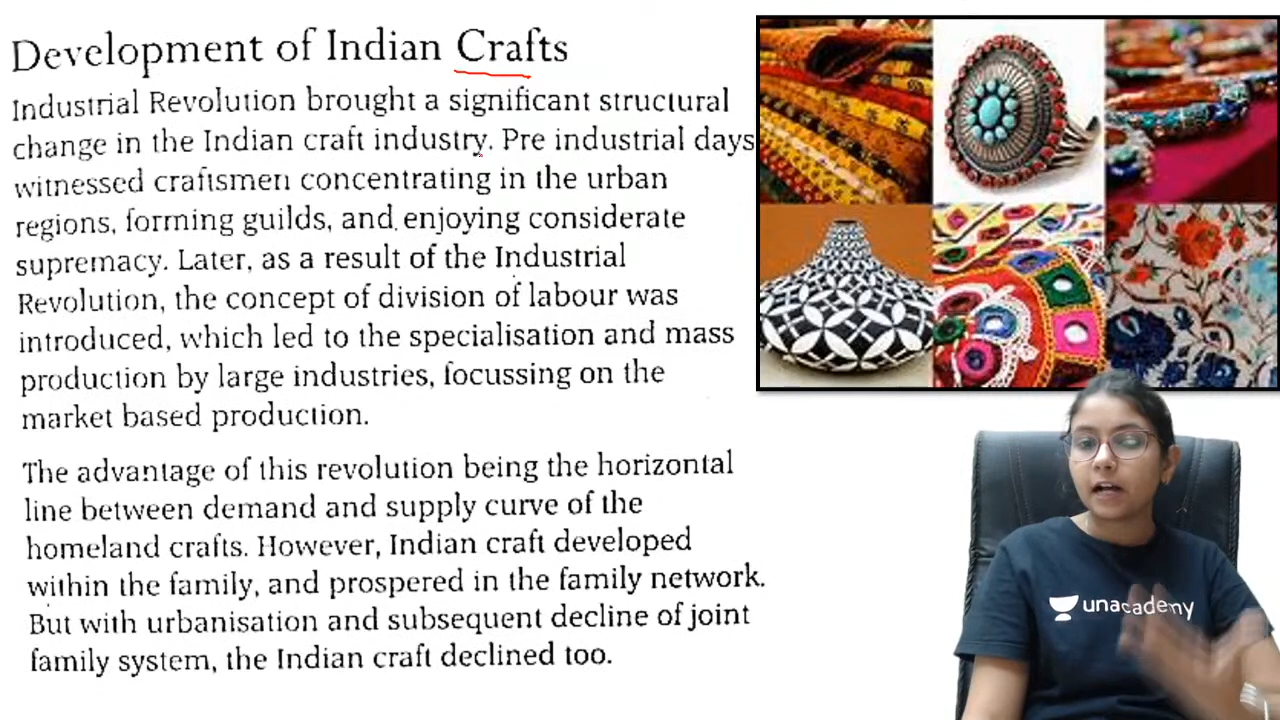 Development of Indian Crafts
Industrial Revolution brought a significant structural
change in the Indian craft industry. Pre industrial days
witnessed craftsmen concentrating in the urban
regions, forming guilds, and enjoying considerate
supremacy. Later, as a result of the Industrial
Revolution, the concept of division of labour was
introduced, which led to the specialisation and mass
production by large industries, focussing on the
market based production.
The advantage of this revolution being the horizontal
line between demand and supply curve of the
homeland crafts. However, Indian craft developed
within the family, and prospered in the family network.
But with urbanisation and subsequent decline of joint
family system, the Indian craft declined too.
unacademy